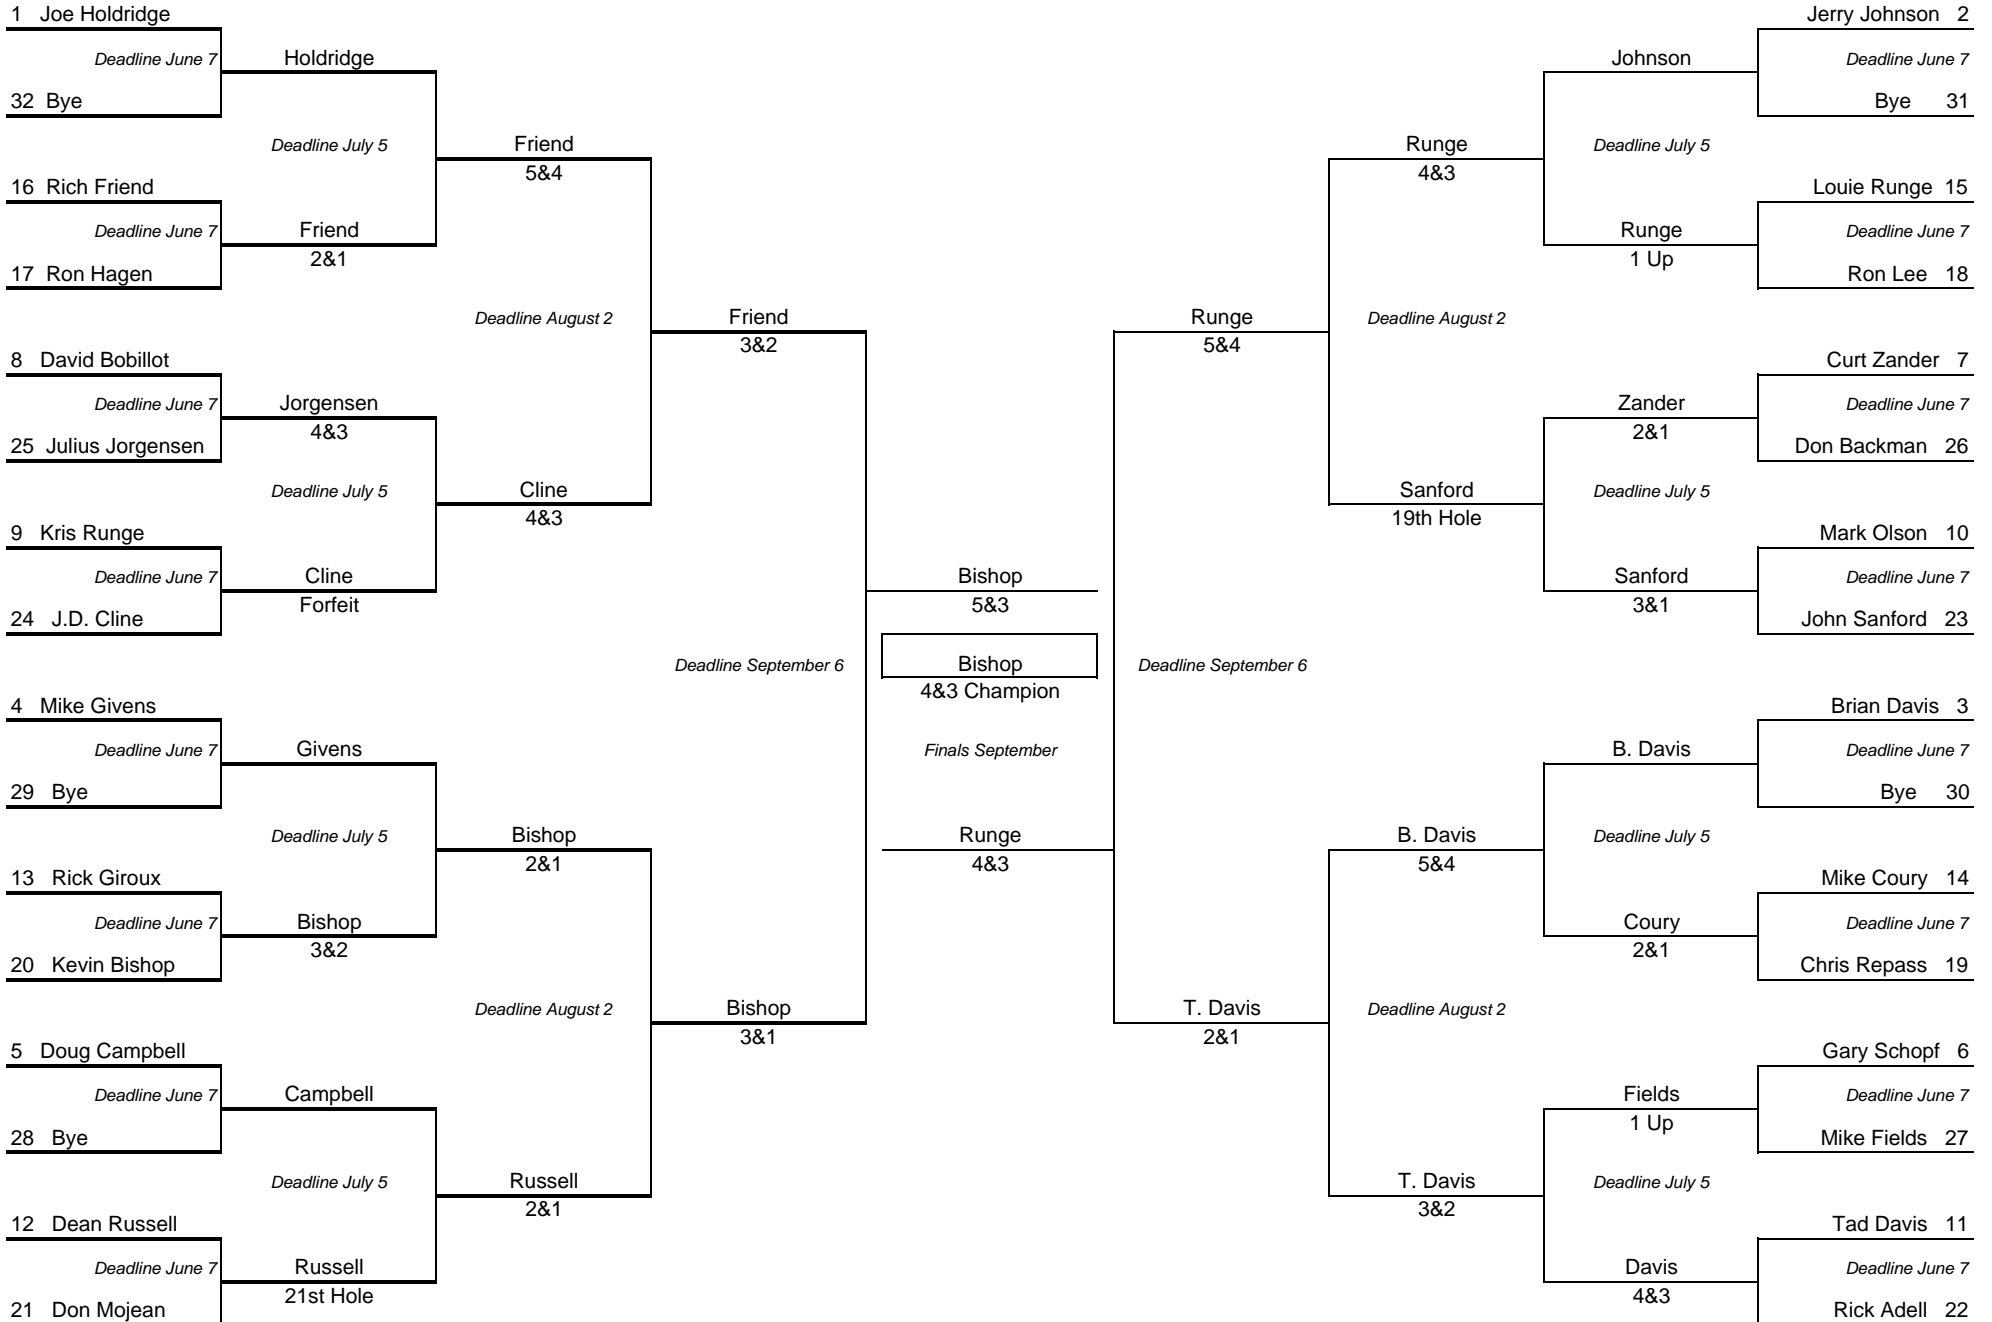 1 Joe Holdridge
Jerry Johnson 2
Deadline June 7
Holdridge
Johnson
Deadline June 7
32 Bye
Bye 31
Deadline July 5
Friend
Runge
Deadline July 5
5&4
4&3
16 Rich Friend
Louie Runge 15
Deadline June 7
Friend
Runge
Deadline June 7
2&1
1 Up
17 Ron Hagen
Ron Lee 18
Deadline August 2
Friend
Runge
Deadline August 2
3&2
5&4
8 David Bobillot
Curt Zander 7
Deadline June 7
Jorgensen
Zander
Deadline June 7
4&3
2&1
25 Julius Jorgensen
Don Backman 26
Deadline July 5
Cline
Sanford
Deadline July 5
4&3
19th Hole
9 Kris Runge
Mark Olson 10
Deadline June 7
Cline
Bishop
Sanford
Deadline June 7
Forfeit
5&3
3&1
24 J.D. Cline
John Sanford 23
Deadline September 6
Bishop
Deadline September 6
4&3 Champion
4 Mike Givens
Brian Davis 3
Deadline June 7
Givens
Finals September
B. Davis
Deadline June 7
29 Bye
Bye 30
Deadline July 5
Bishop
Runge
B. Davis
Deadline July 5
2&1
4&3
5&4
13 Rick Giroux
Mike Coury 14
Deadline June 7
Bishop
Coury
Deadline June 7
3&2
2&1
20 Kevin Bishop
Chris Repass 19
Deadline August 2
Bishop
T. Davis
Deadline August 2
3&1
2&1
5 Doug Campbell
Gary Schopf 6
Deadline June 7
Campbell
Fields
Deadline June 7
1 Up
28 Bye
Mike Fields 27
Deadline July 5
Russell
T. Davis
Deadline July 5
2&1
3&2
12 Dean Russell
Tad Davis 11
Deadline June 7
Russell
Davis
Deadline June 7
21st Hole
4&3
21 Don Mojean
Rick Adell 22